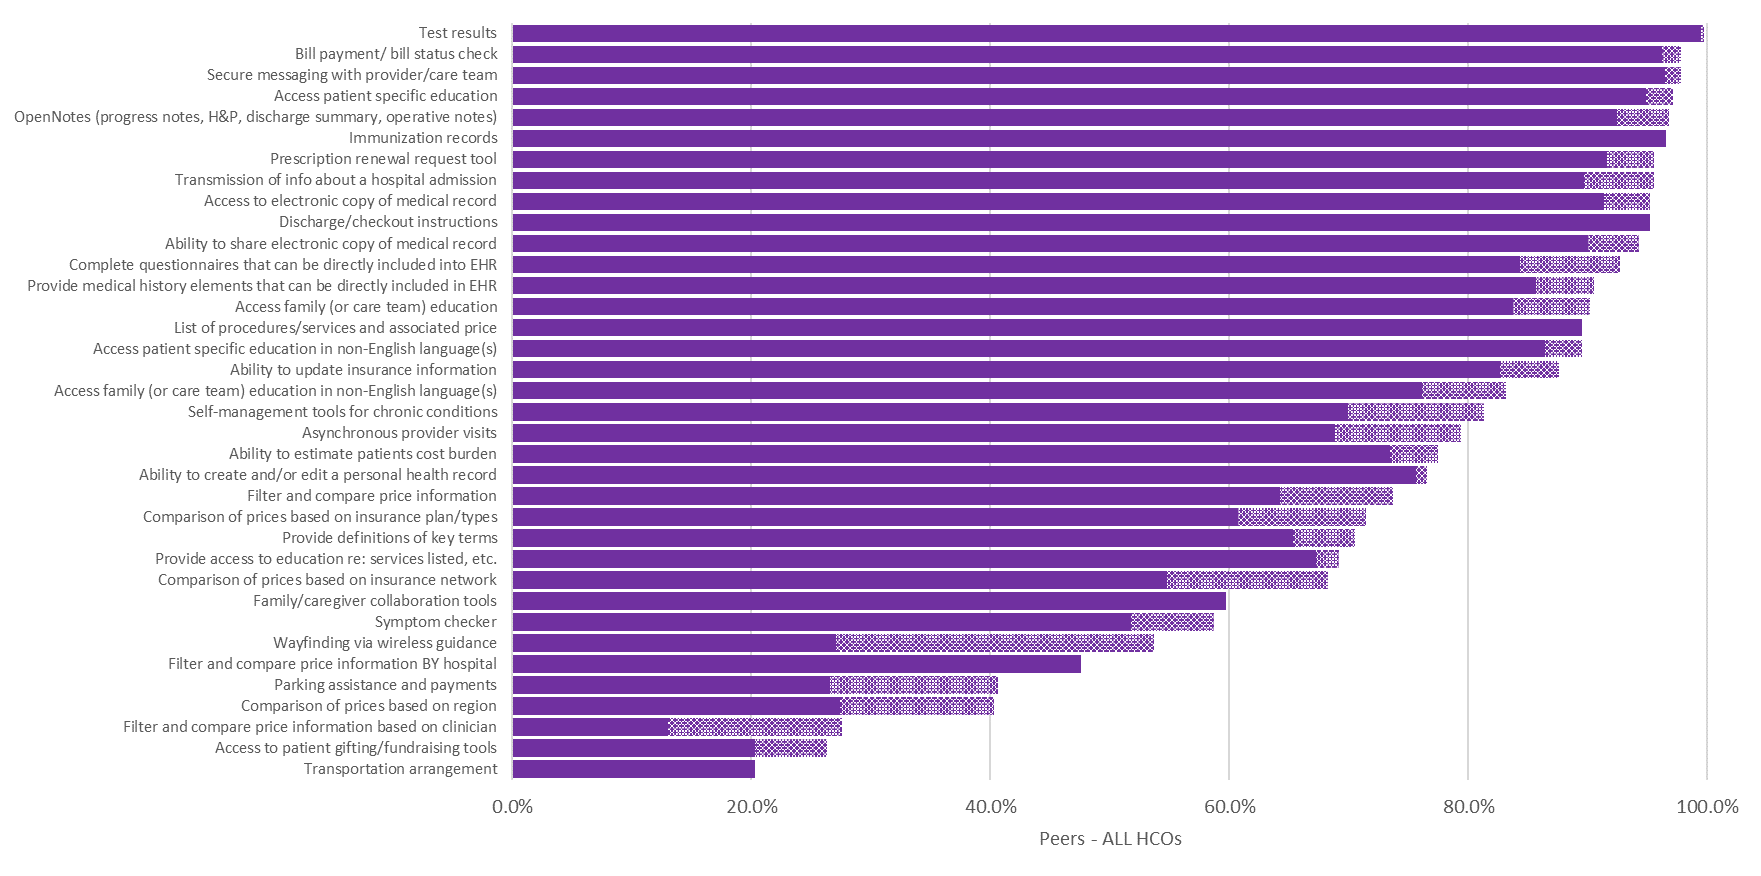 Test results
Bill payment/ bill status check
Secure messaging with provider/care team
Access patient specific education
OpenNotes (progress notes, H&P, discharge summary, operative notes)
Immunization records
Prescription renewal request tool
Transmission of info about a hospital admission
Access to electronic copy of medical record
Discharge/checkout instructions
Ability to share electronic copy of medical record
Complete questionnaires that can be directly included into EHR
Provide medical history elements that can be directly included in EHR
Access family (or care team) education
List of procedures/services and associated price
Access patient specific education in non-English language(s)
Ability to update insurance information
Access family (or care team) education in non-English language(s)
Self-management tools for chronic conditions
Asynchronous provider visits
Ability to estimate patients cost burden
Ability to create and/or edit a personal health record
Filter and compare price information
Comparison of prices based on insurance plan/types
Provide definitions of key terms
Provide access to education re: services listed, etc.
Comparison of prices based on insurance network
Family/caregiver collaboration tools
Symptom checker
Wayfinding via wireless guidance
Filter and compare price information BY hospital
Parking assistance and payments
Comparison of prices based on region
Filter and compare price information based on clinician
Access to patient gifting/fundraising tools
Transportation arrangement
0.0% 20.0% 40.0% 60.0% 80.0% 100.0%
Peers - ALL HCOs